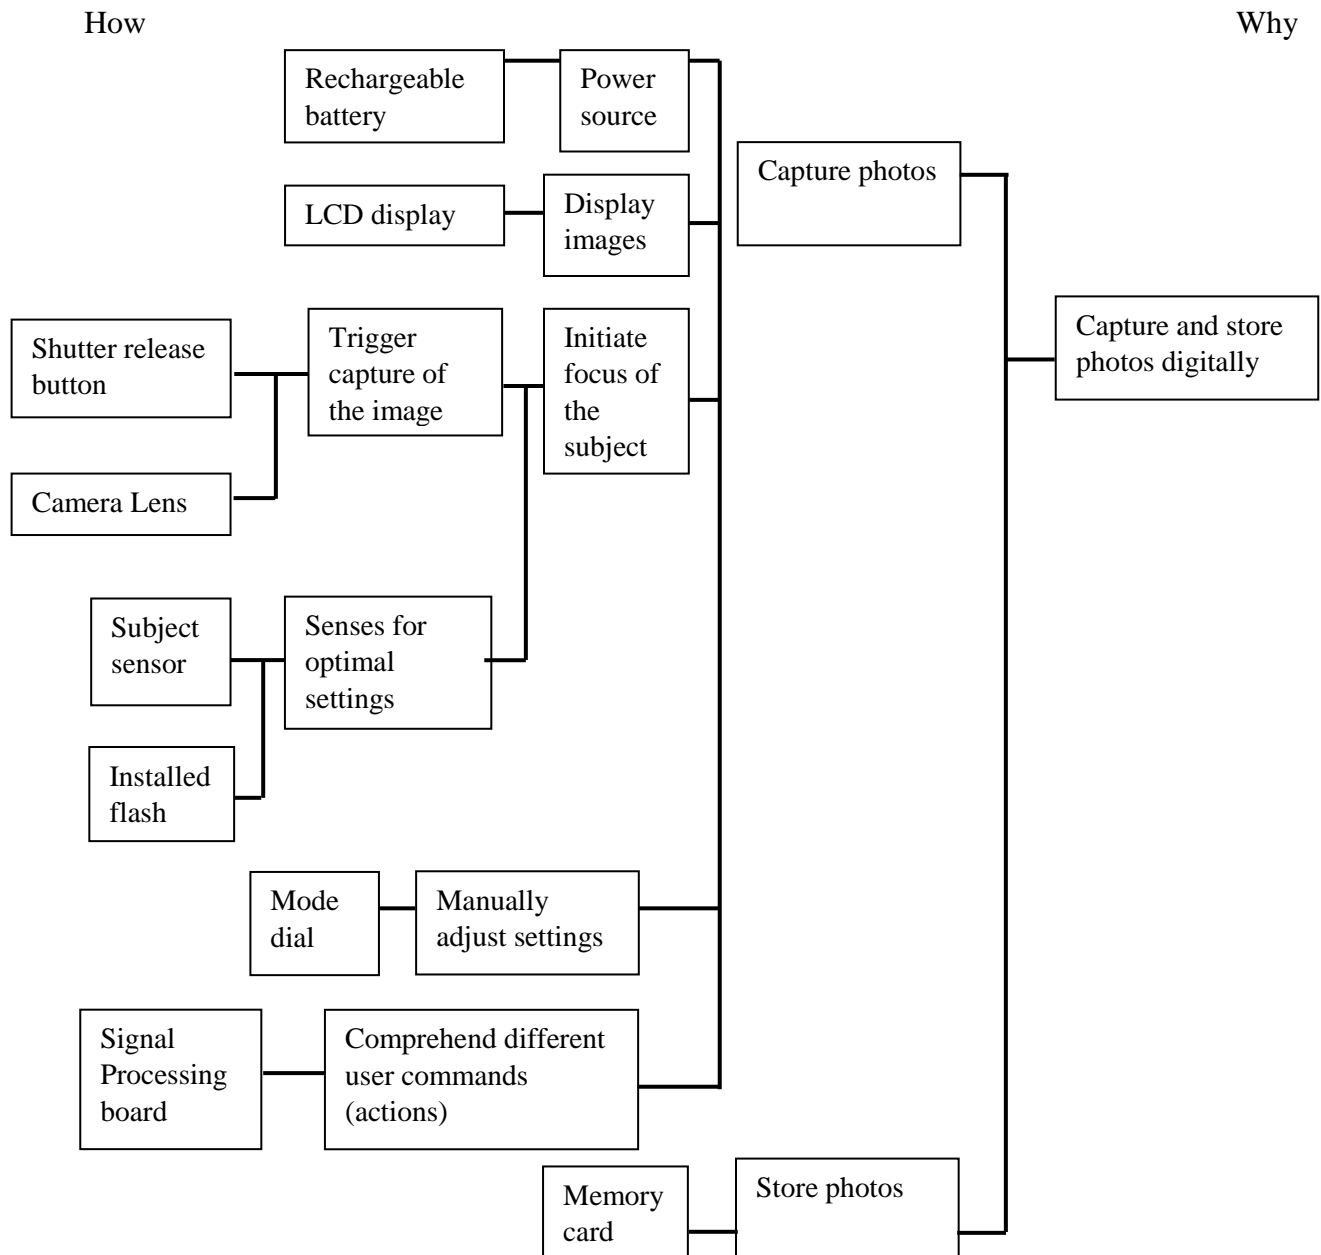 How
Why
Rechargeable
battery
Power
source
Capture photos
LCD display
Display
images
Capture and store
photos digitally
Shutter release
button
Trigger
capture of
the image
Initiate
focus of
the
subject
Camera Lens
Subject
sensor
Senses for
optimal
settings
Installed
flash
Mode
dial
Manually
adjust settings
Signal
Processing
board
Comprehend different
user commands
(actions)
Memory
card
Store photos